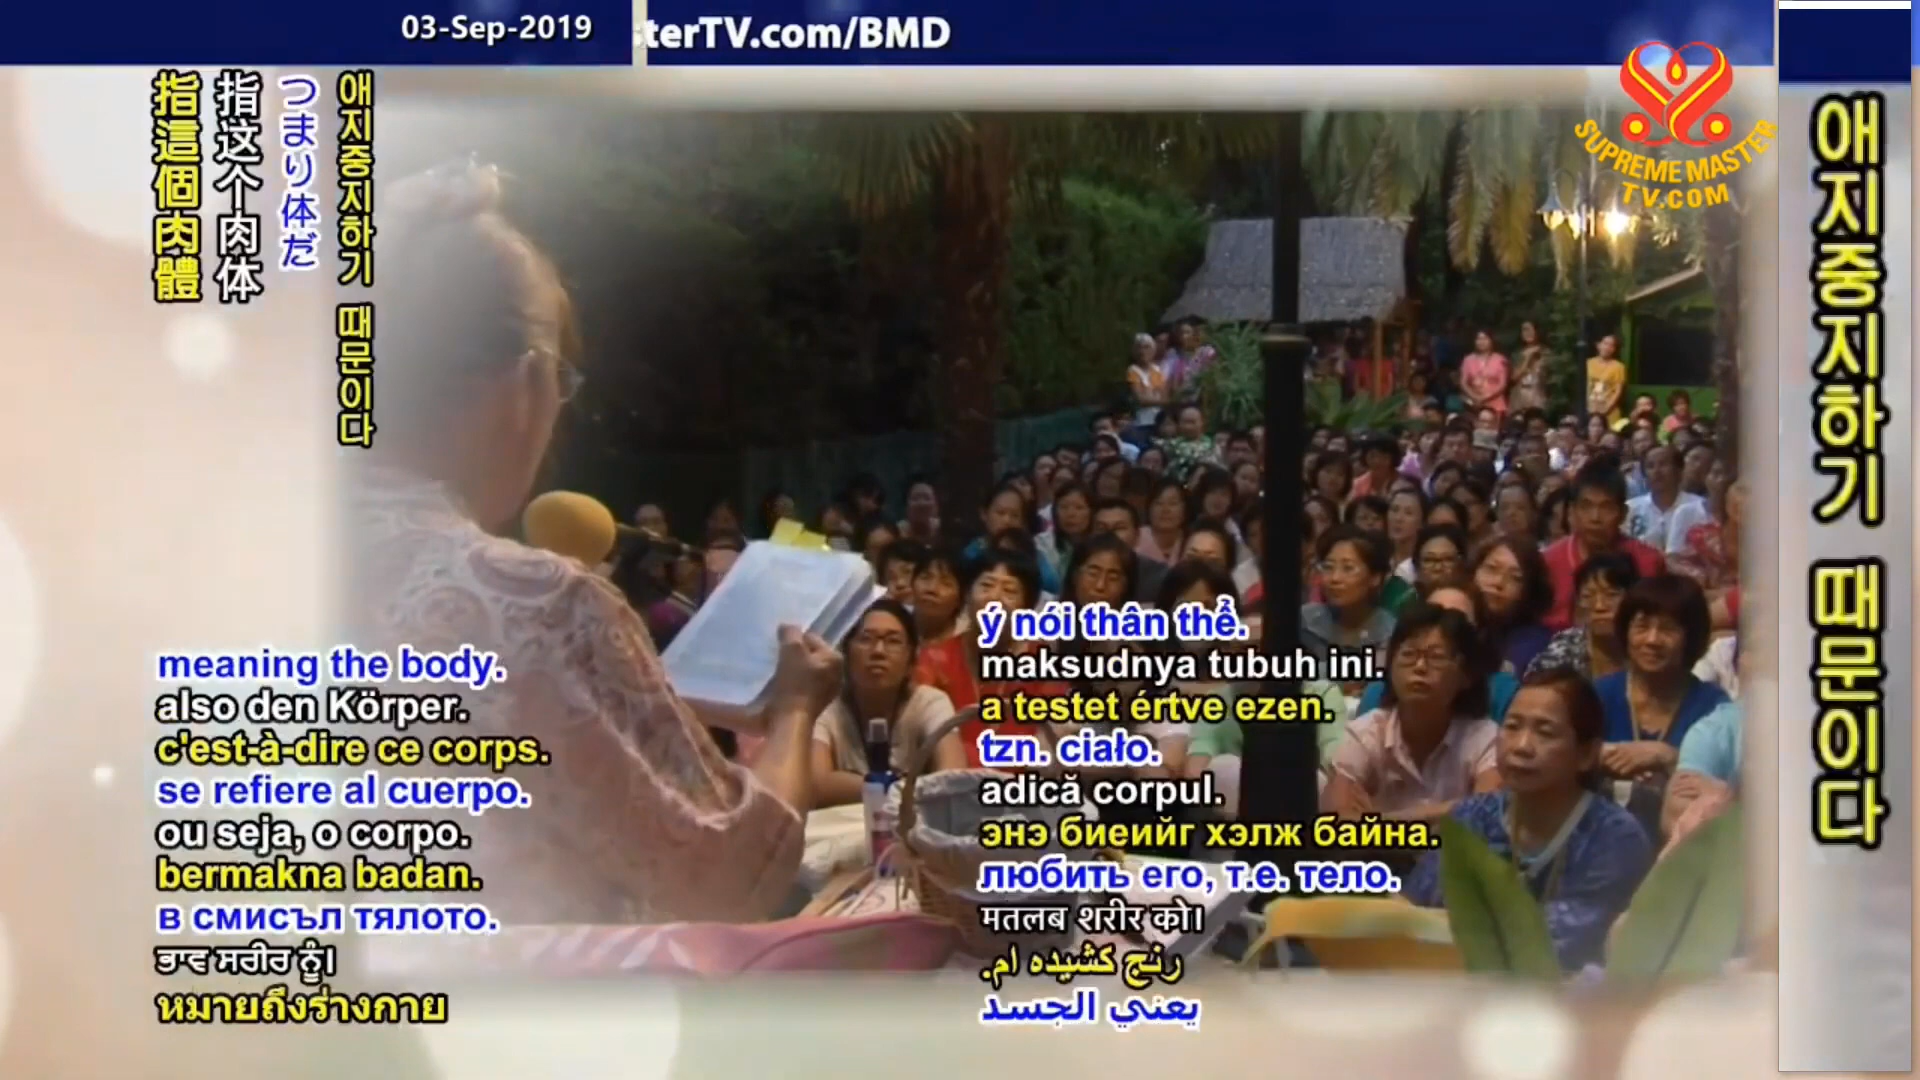 03-Sep-2019
terTV.com/BMD
SUPREME MASTER
TV.COM
애지중지하기 때문이다
つまり体だ
指这个肉体
指這個肉體
애지중지하기 때문이다
meaning the body.
also den Körper.
c'est-à-dire ce corps.
se refiere al cuerpo.
ou seja, o corpo.
bermakna badan.
в смисъл тялото.
ਭਾਵ ਸਰੀਰ ਨੂੰ।
หมายถึงร่างกาย
ý nói thân thể.
maksudnya tubuh ini.
a testet értve ezen.
tzn. ciało.
adică corpul.
энэ биеийг хэлж байна.
любить его, т.е. тело.
मतलब शरीर को।
رنج کشیده ام.
يعني الجسد